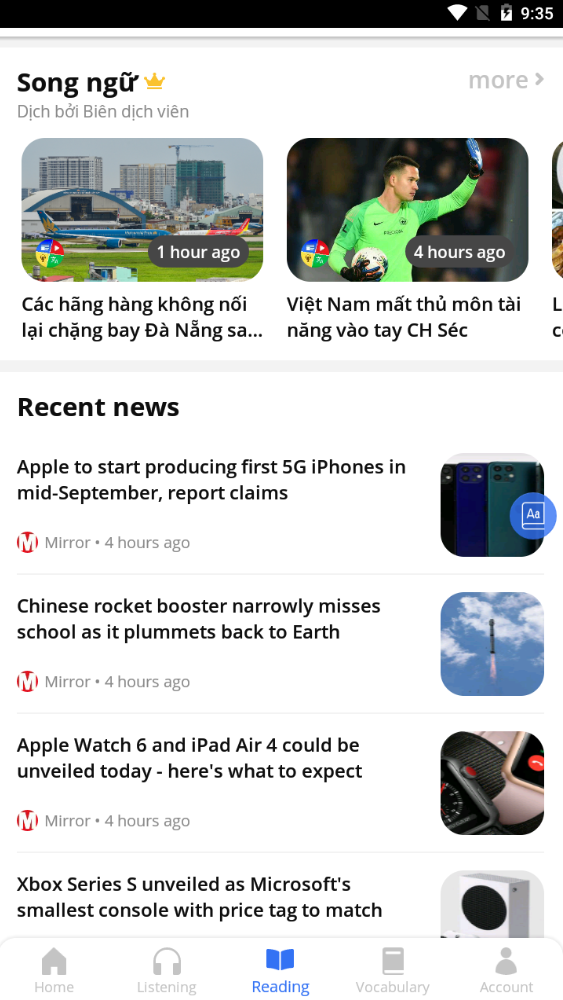 9:35
Song ngữ
more
Dịch bởi Biên dịch viên
1 hour ago
4 hours ago
Các hãng hàng không nối
lại chặng bay Đà Nẵng sa...
Việt Nam mất thủ môn tài
năng vào tay CH Séc
L
Recent news
Apple to start producing first 5G iPhones in
mid-September, report claims
Aa
M Mirror • 4 hours ago
Chinese rocket booster narrowly misses
school as it plummets back to Earth
M Mirror • 4 hours ago
Apple Watch 6 and iPad Air 4 could be
unveiled today - here's what to expect
M Mirror • 4 hours ago
Xbox Series S unveiled as Microsoft's
smallest console with price tag to match
Home
Listening
Reading
Vocabulary
Account